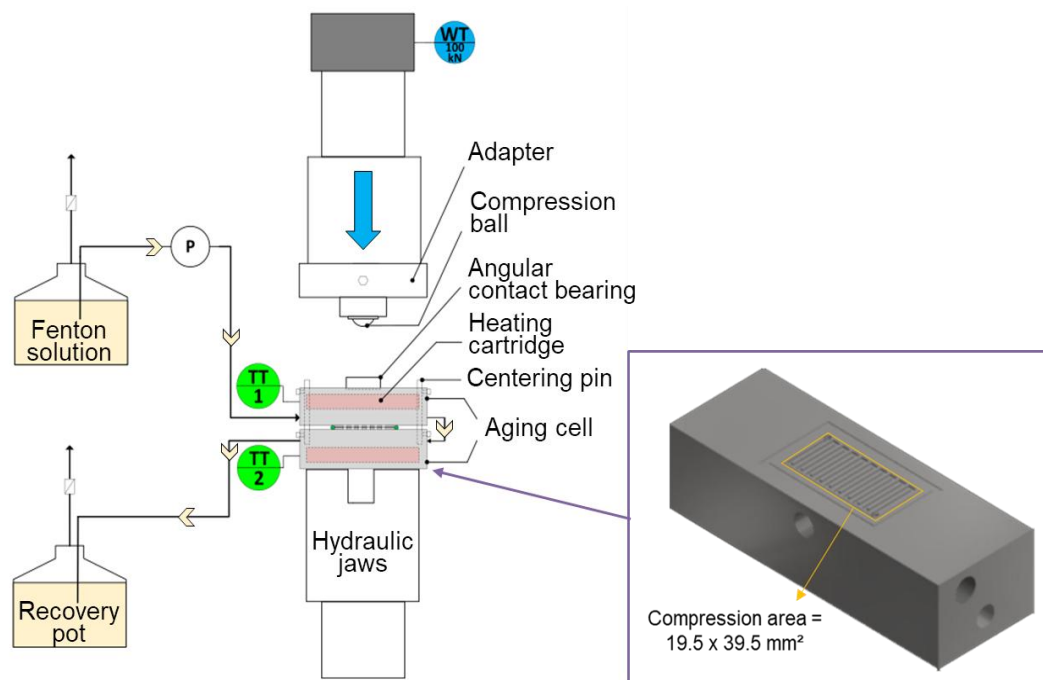 WT
100
kN
Adapter
Compression
ball
Angular
contact bearing
Heating
cartridge
Centering pin
Aging cell
P
Fenton
solution
TT
1
TT
2
Hydraulic
jaws
Recovery
pot
Compression area =
19.5 x 39.5 mm²